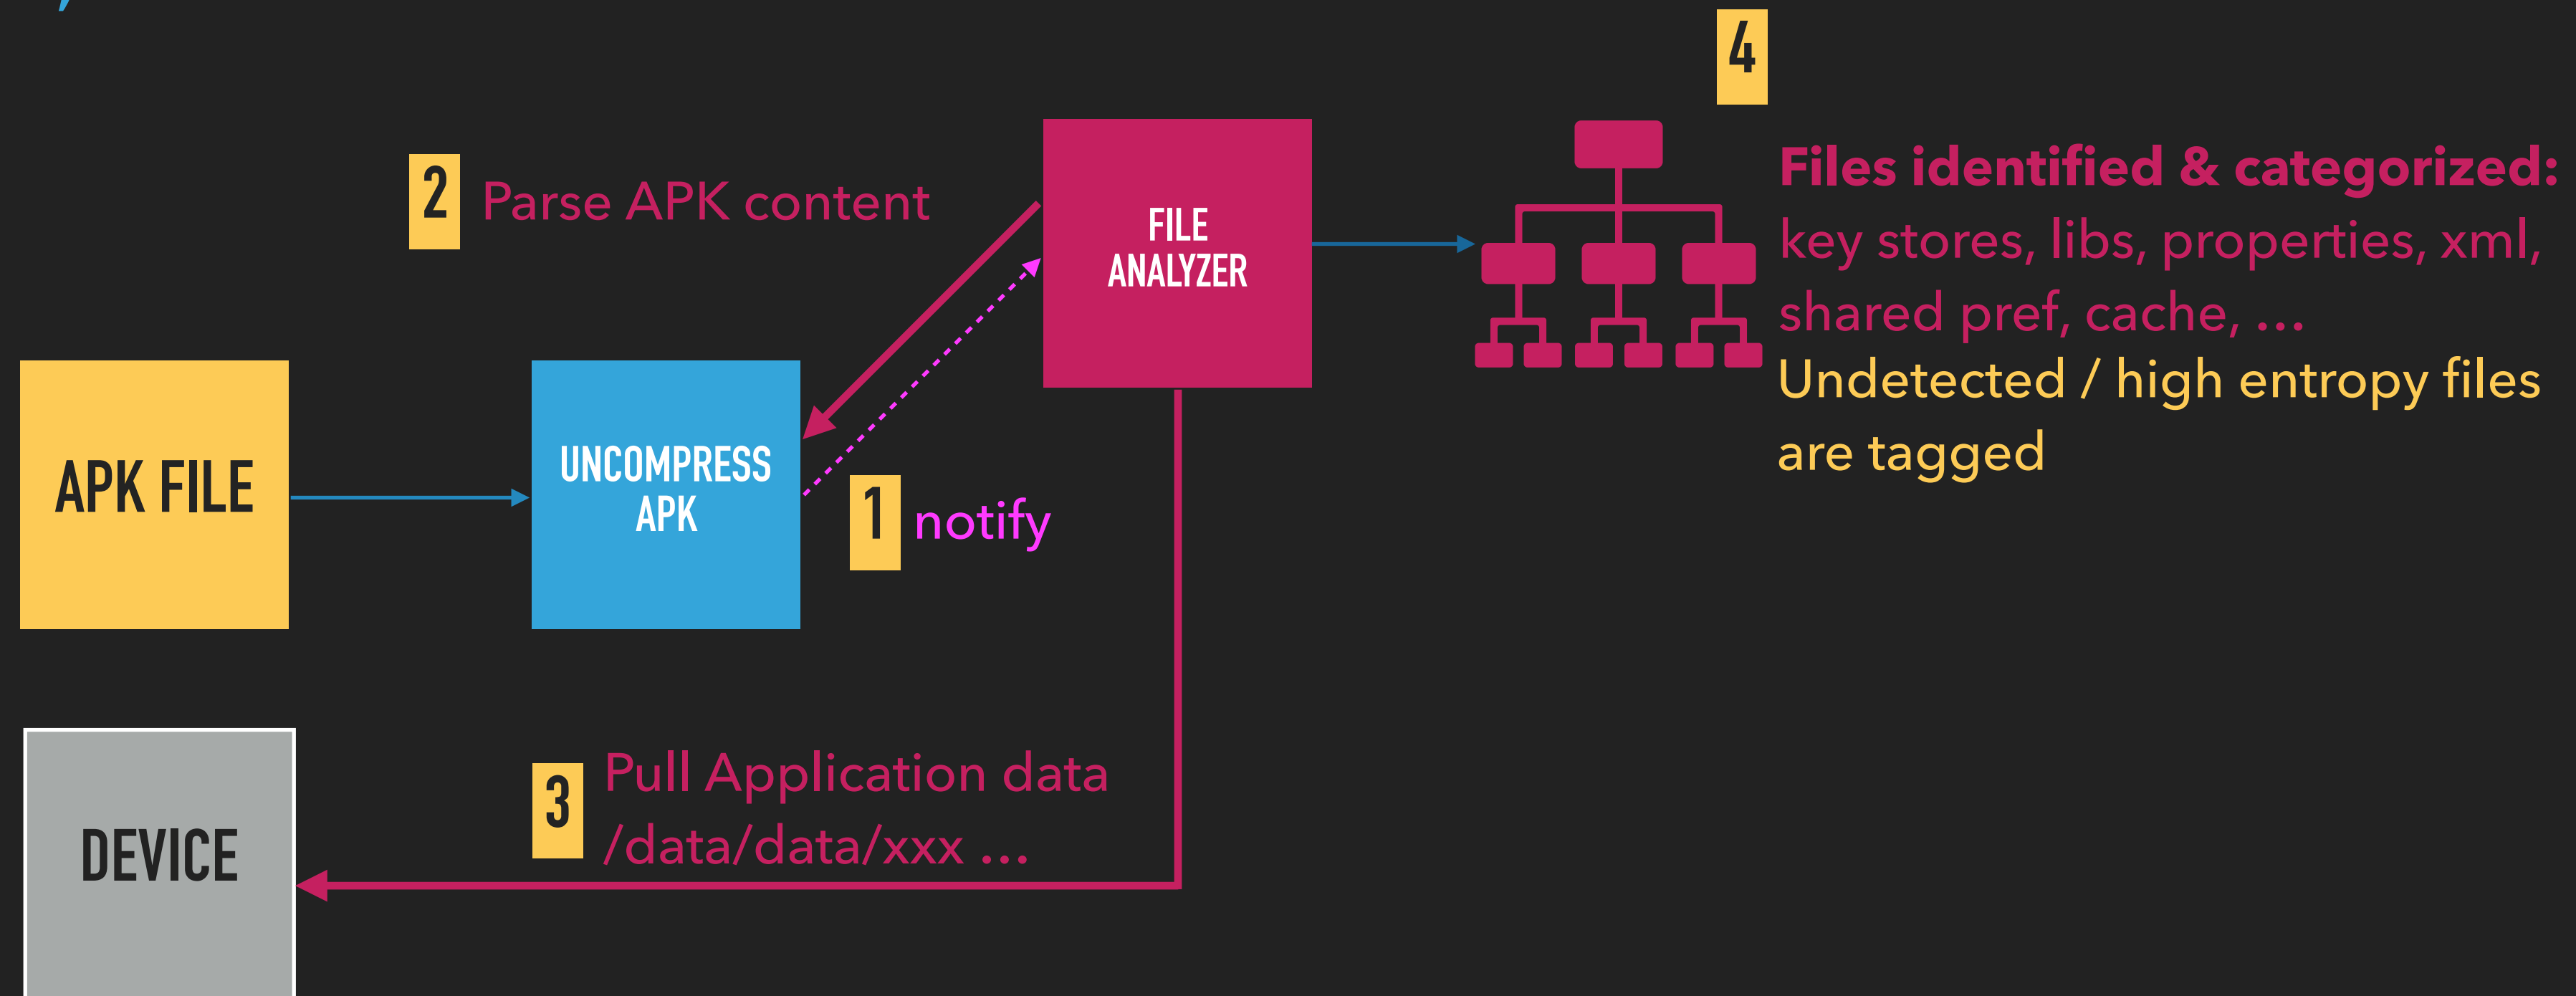 4
Files identified & categorized:
key stores, libs, properties, xml,
shared pref, cache, ...
Undetected / high entropy files
are tagged
2
Parse APK content
FILE
ANALYZER
APK FILE
UNCOMPRESS
APK
1
notify
3
Pull Application data
/data/data/xxx ...
DEVICE